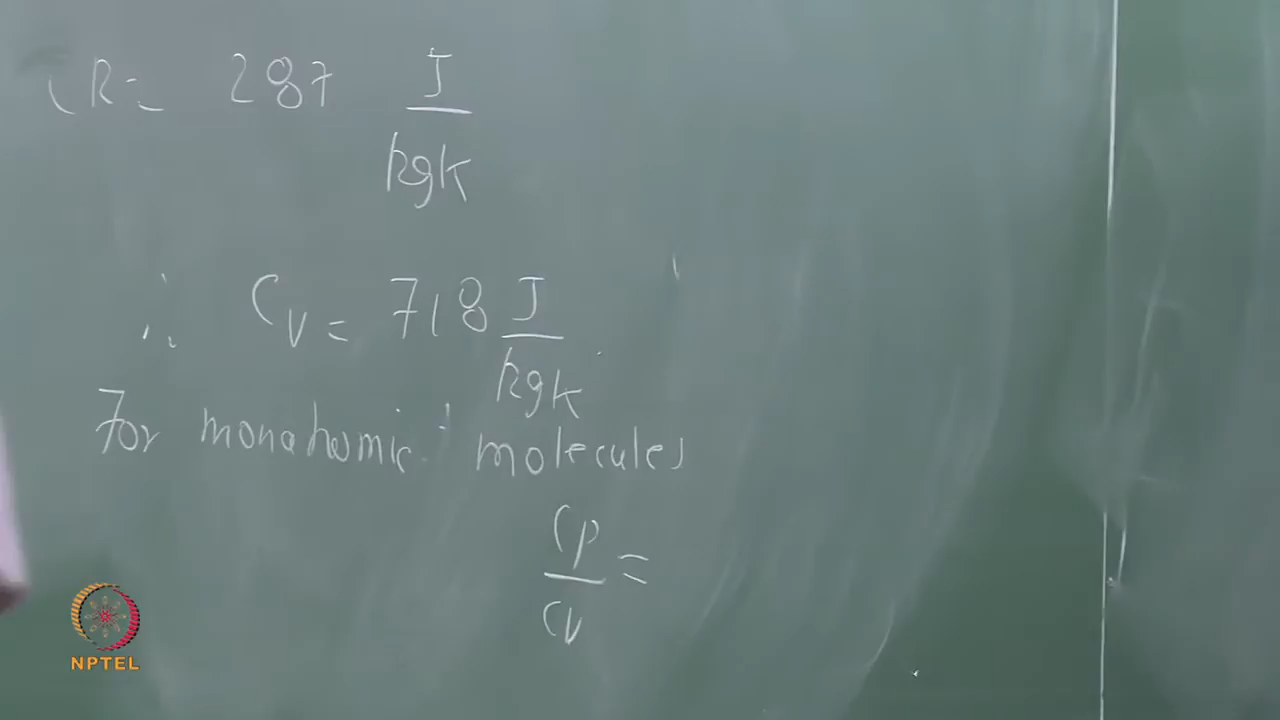 R = 287 J/kgK
∴ Cv = 718 J/kgK
For monatomic molecules
Cp/Cv =
NPTEL